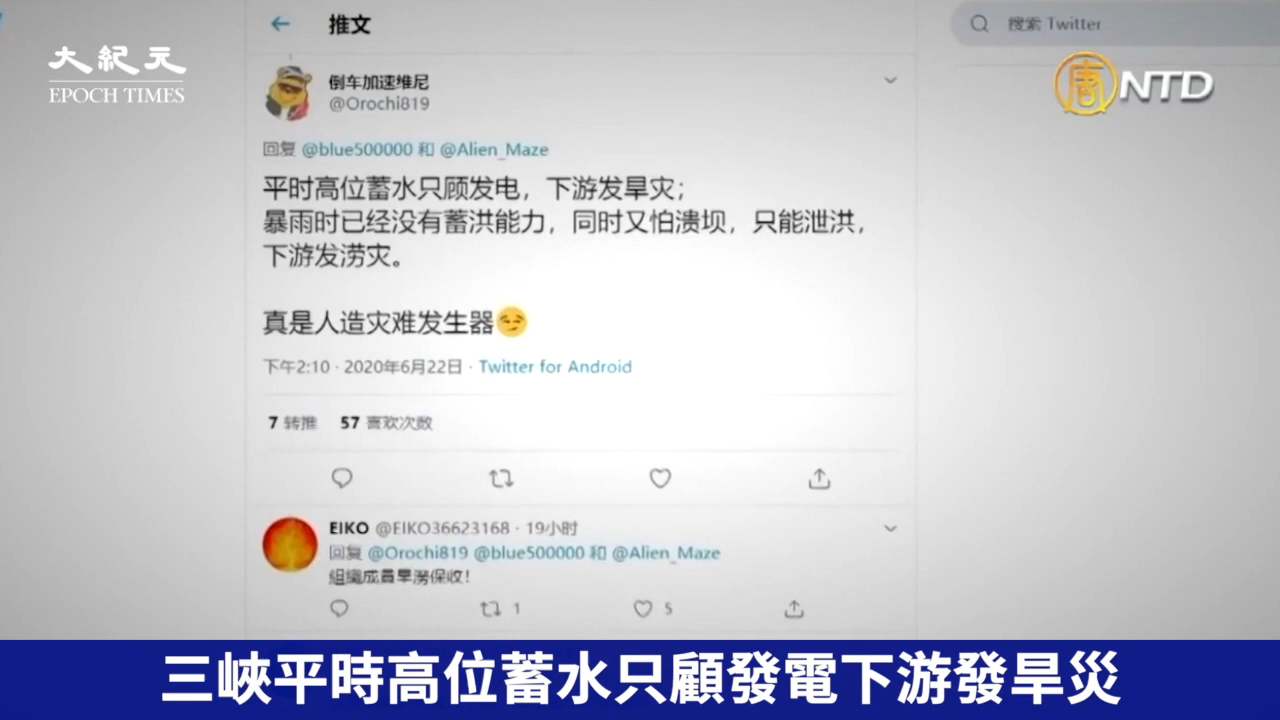 推文
搜索 Twitter
大紀元
EPOCH TIMES
唐 NTD
倒车加速维尼
@Orochi819
回复 @blue500000 和 @Alien_Maze
平时高位蓄水只顾发电，下游发旱灾；
暴雨时已经没有蓄洪能力，同时又怕溃坝，只能泄洪，
下游发涝灾。
真是人造灾难发生器😏
下午2:10 · 2020年6月22日 · Twitter for Android
7 转推 57 喜欢次数
EIKO @EIKO36623168 · 19小时
回复 @Orochi819 @blue500000 和 @Alien_Maze
組織成員旱澇保收！
1 5
三峽平時高位蓄水只顧發電下游發旱災